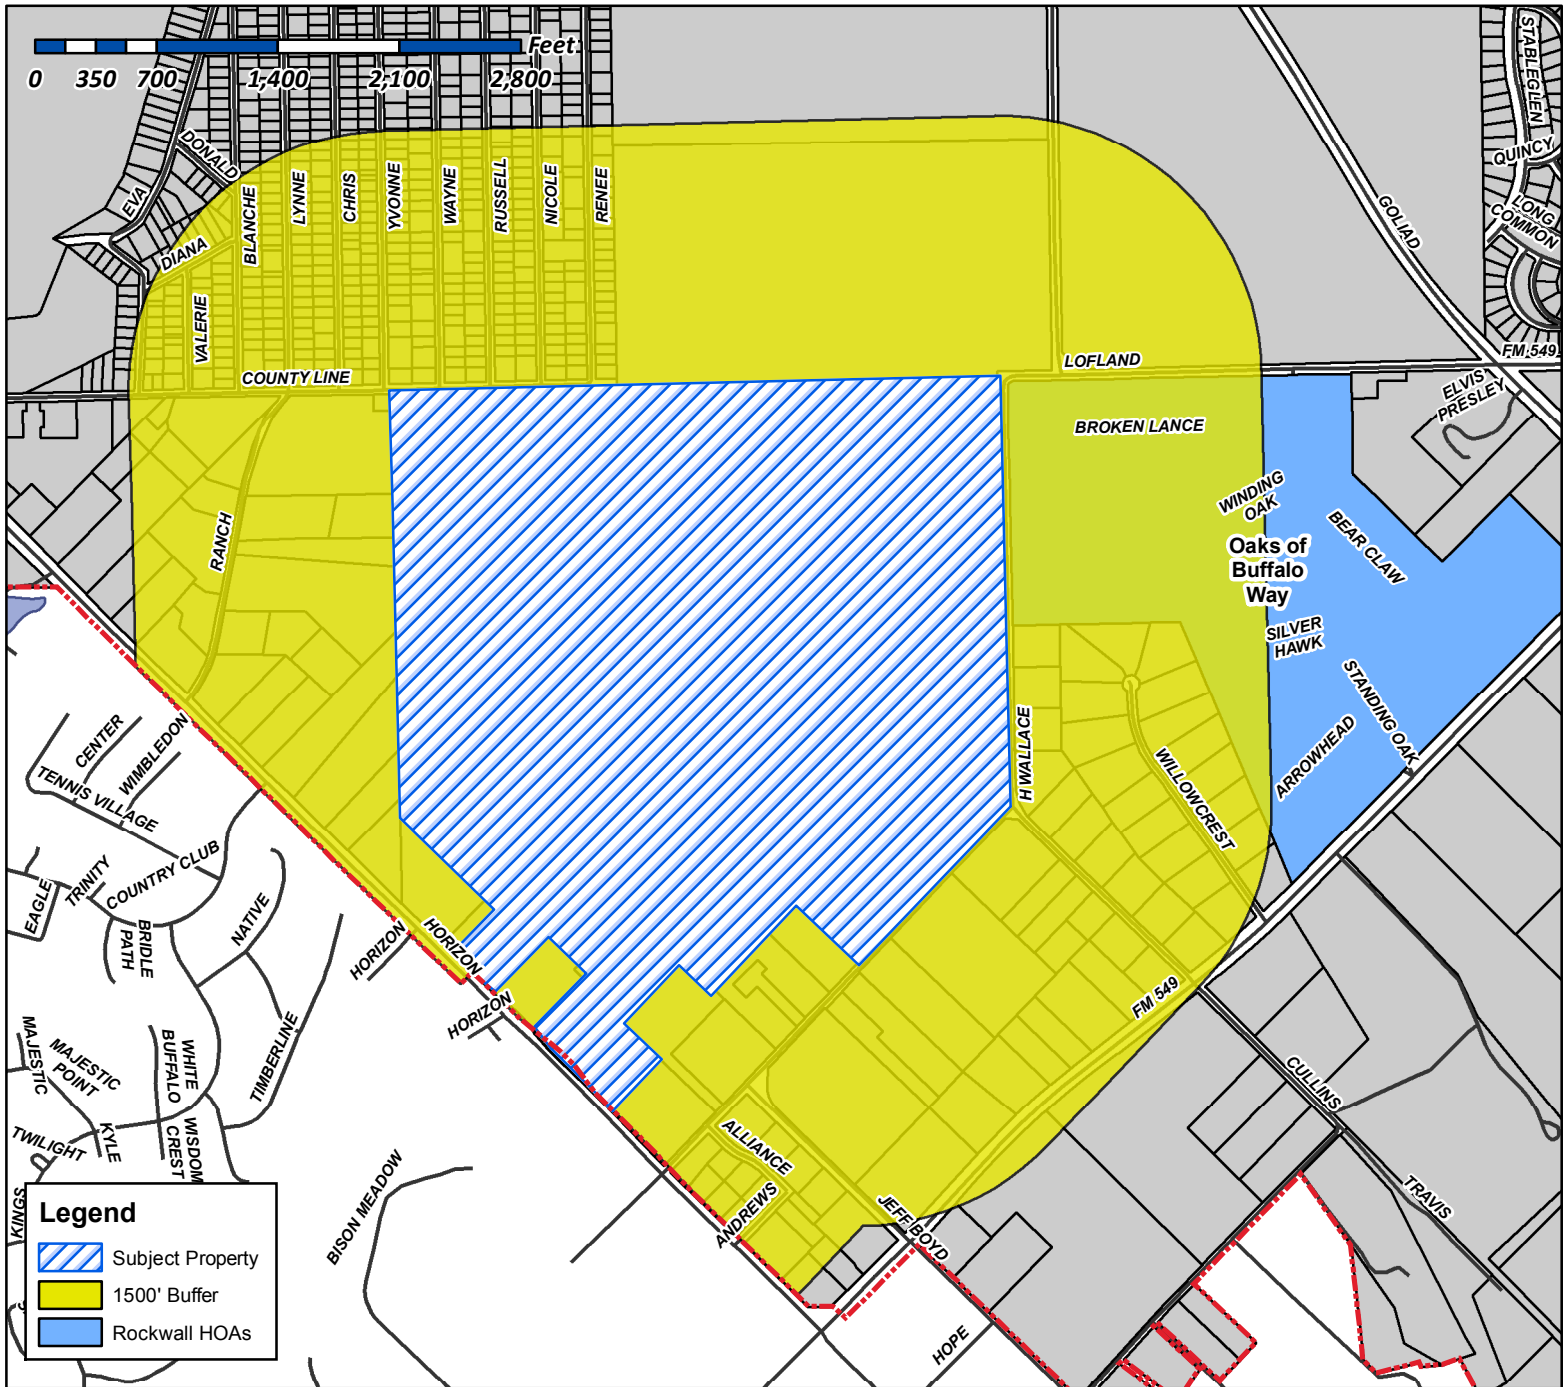 Feet
0 350 700 1,400 2,100 2,800
STABLEGLEN
QUINCY
LONG
COMMON
GOLIAD
DONALD
EVA
DIANA
BLANCHE
LYNNE
CHRIS
YVONNE
WAYNE
RUSSELL
NICOLE
RENEE
VALERIE
COUNTY LINE
LOFLAND
FM 549
ELVIS
PRESLEY
BROKEN LANCE
WINDING
OAK
BEAR CLAW
Oaks of
Buffalo
Way
SILVER
HAWK
STANDING OAK
ARROWHEAD
RANCH
H WALLACE
WILLOWCREST
CENTER
WIMBLEDON
TENNIS VILLAGE
COUNTRY CLUB
TRINITY
EAGLE
BRIDLE
PATH
NATIVE
HORIZON
HORIZON
HORIZON
FM 549
MAJESTIC
MAJESTIC
POINT
WHITE
BUFFALO
TIMBERLINE
KYLE
TWILIGHT
WISDOM
CREST
KINGS
BISON MEADOW
ALLIANCE
ANDREWS
JEFF BOYD
CULLINS
TRAVIS
HOPE
Legend
Subject Property
1500' Buffer
Rockwall HOAs